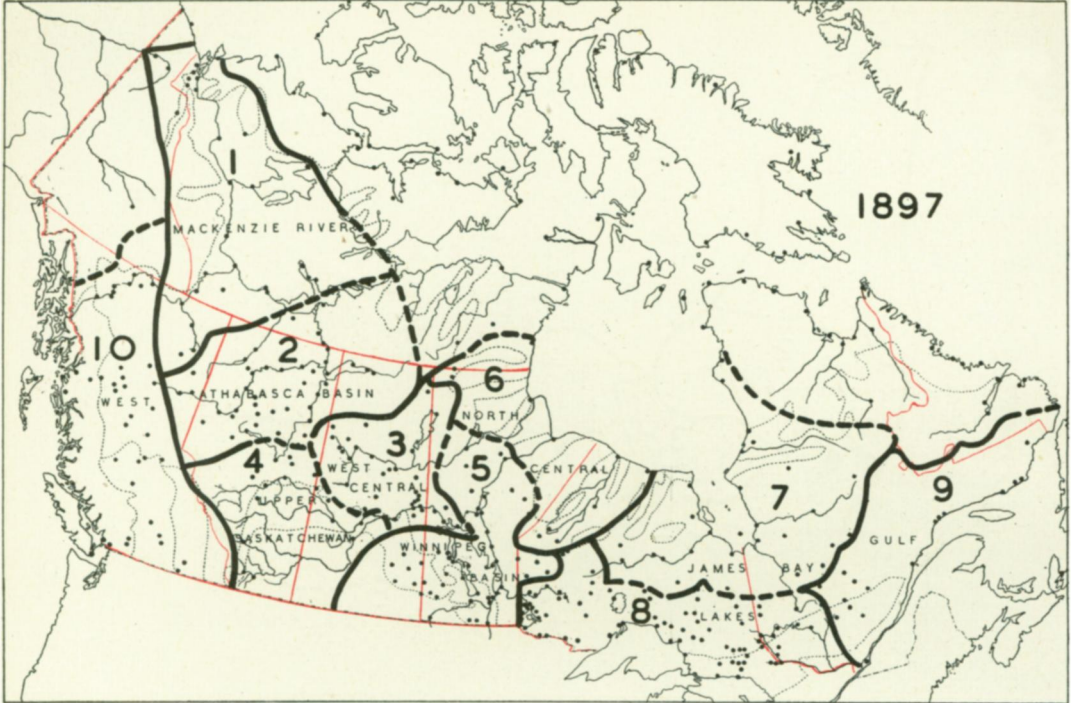 1
1897
MACKENZIE RIVER
10
2
WEST
ATHABASCA BASIN
6
NORTH
3
4
WEST
5
CENTRAL
CENTRAL
9
UPPER
7
SASKATCHEWAN
WINNIPEG
GULF
BASIN
JAMES BAY
8
LAKES